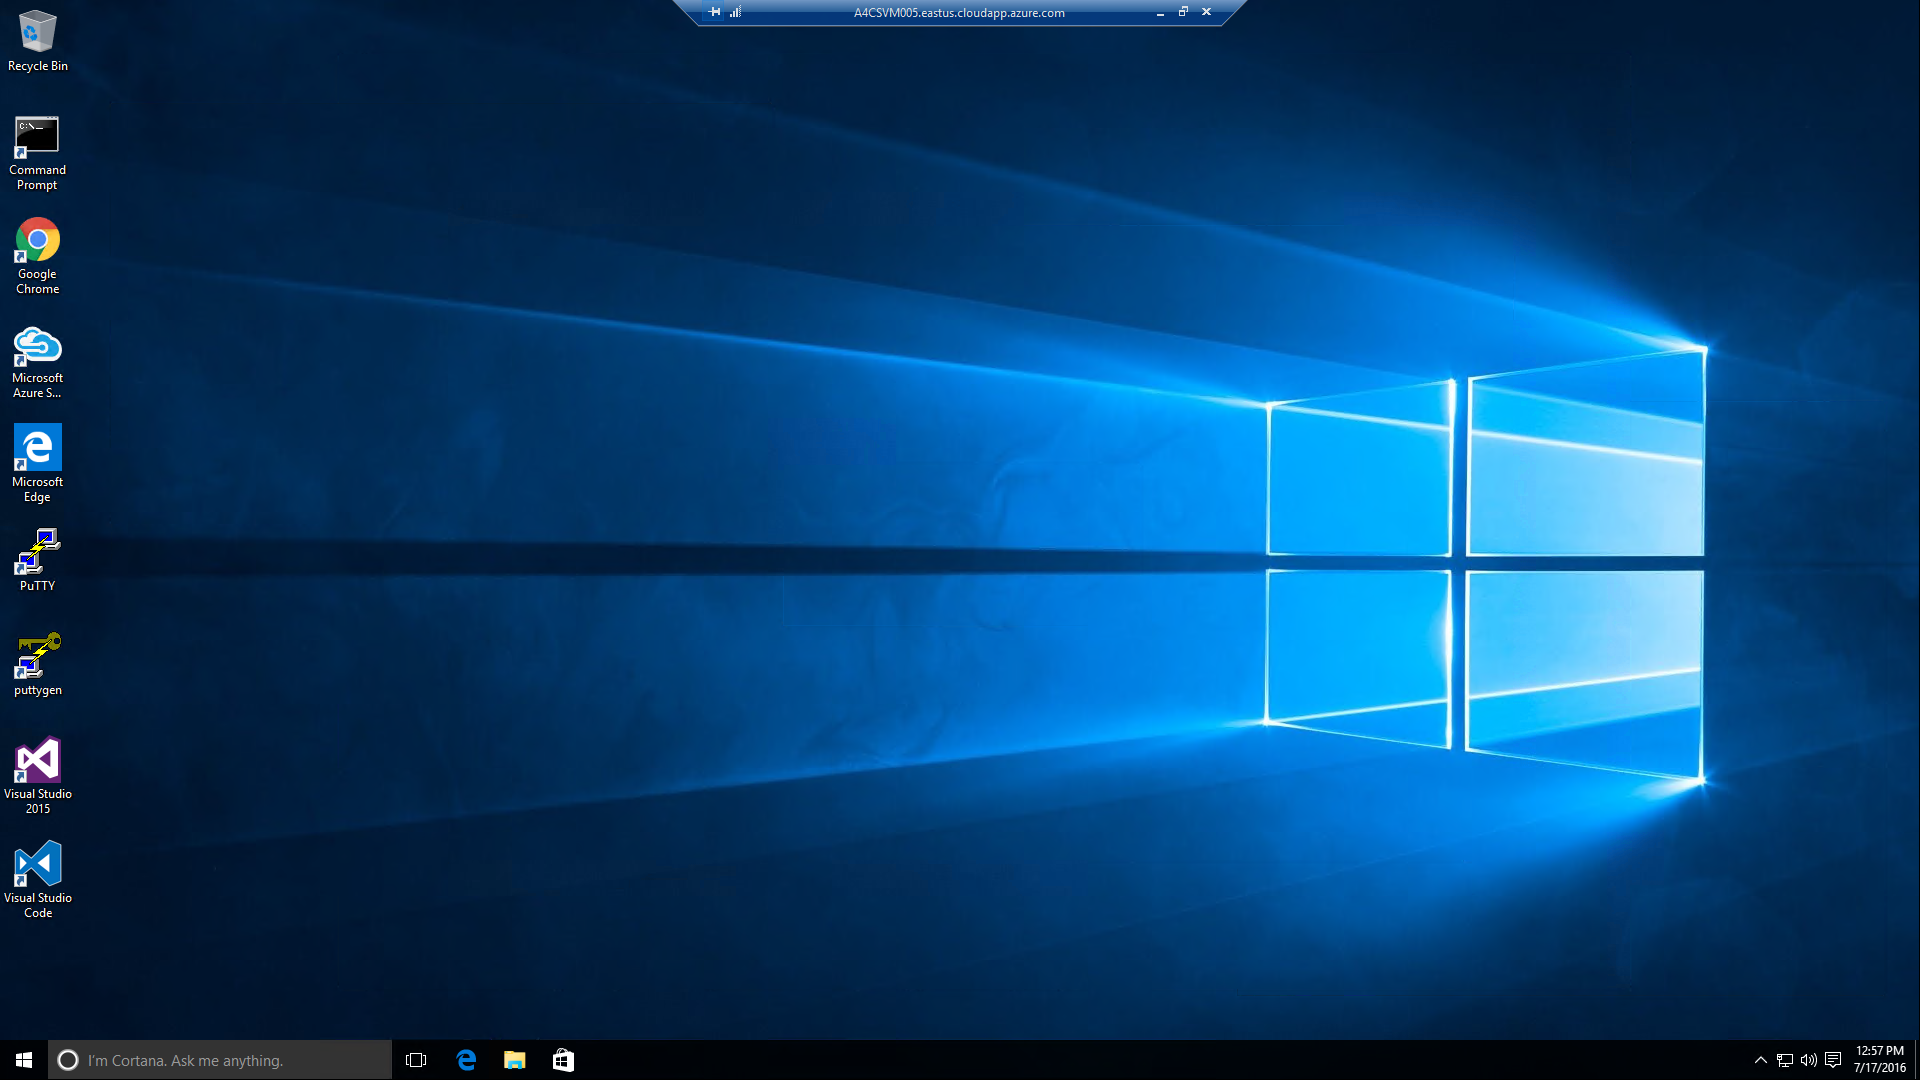 A4CSVM005.eastus.cloudapp.azure.com
Recycle Bin
C:\_
Command
Prompt
Google
Chrome
Microsoft
Azure S...
Microsoft
Edge
PuTTY
puttygen
Visual Studio
2015
Visual Studio
Code
I'm Cortana. Ask me anything.
12:57 PM
7/17/2016